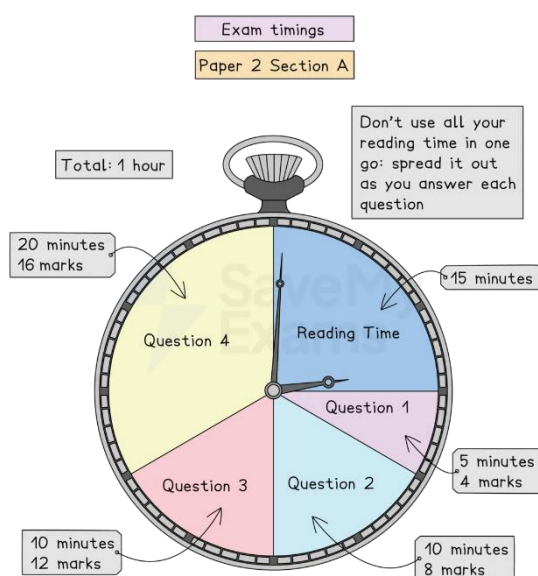 Exam timings
Paper 2 Section A
Total: 1 hour
Don't use all your
reading time in one
go: spread it out
as you answer each
question
20 minutes
16 marks
15 minutes
SaveMy
Exams
Reading Time
Question 4
Question 1
5 minutes
4 marks
Question 3
Question 2
10 minutes
12 marks
10 minutes
8 marks